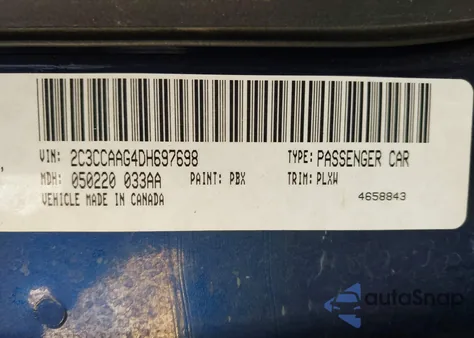 VIN: 2C3CCAAG4DH697698 TYPE: PASSENGER CAR
MDH: 050220 033AA PAINT: PBX TRIM: PLXW
VEHICLE MADE IN CANADA 4658843
autoSnap